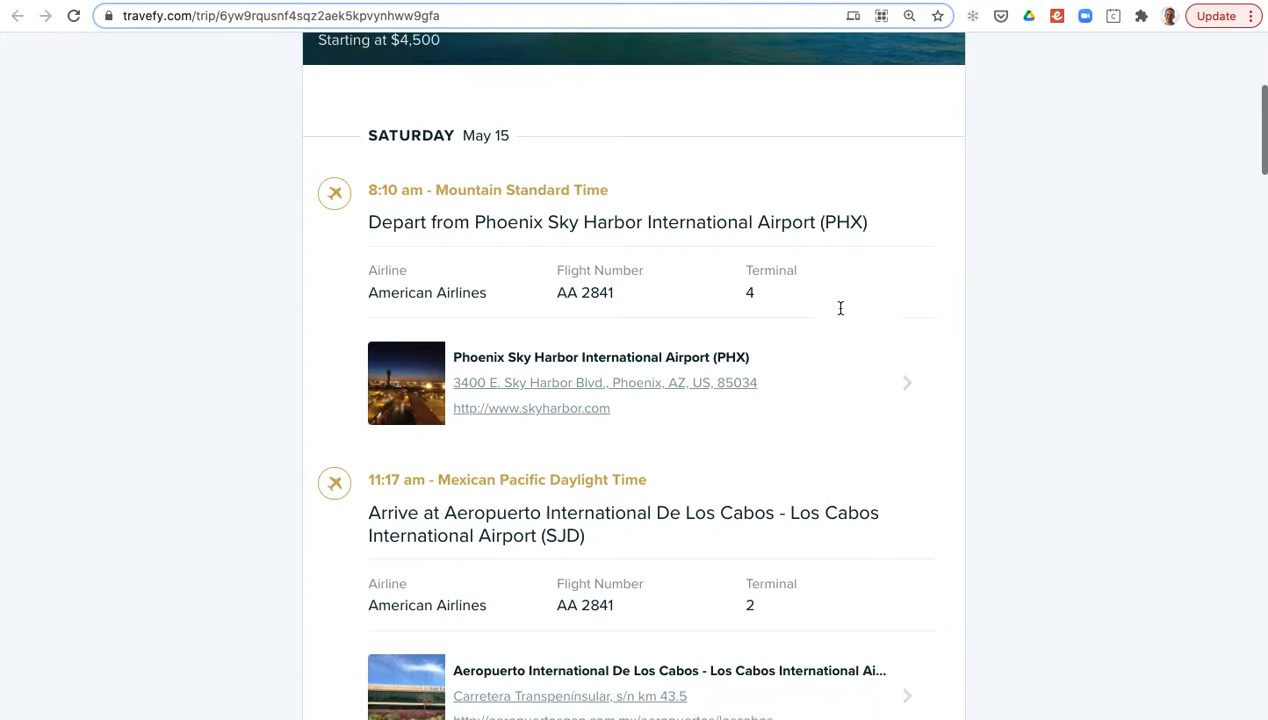 travefy.com/trip/6yw9rqusnf4sqz2aek5kpvynhww9gfa
Update
Starting at $4,500
SATURDAY May 15
8:10 am - Mountain Standard Time
Depart from Phoenix Sky Harbor International Airport (PHX)
Airline Flight Number Terminal
American Airlines AA 2841 4
Phoenix Sky Harbor International Airport (PHX)
3400 E. Sky Harbor Blvd., Phoenix, AZ, US, 85034
http://www.skyharbor.com
11:17 am - Mexican Pacific Daylight Time
Arrive at Aeropuerto International De Los Cabos - Los Cabos
International Airport (SJD)
Airline Flight Number Terminal
American Airlines AA 2841 2
Aeropuerto International De Los Cabos - Los Cabos International Ai...
Carretera Transpenínsular, s/n km 43.5